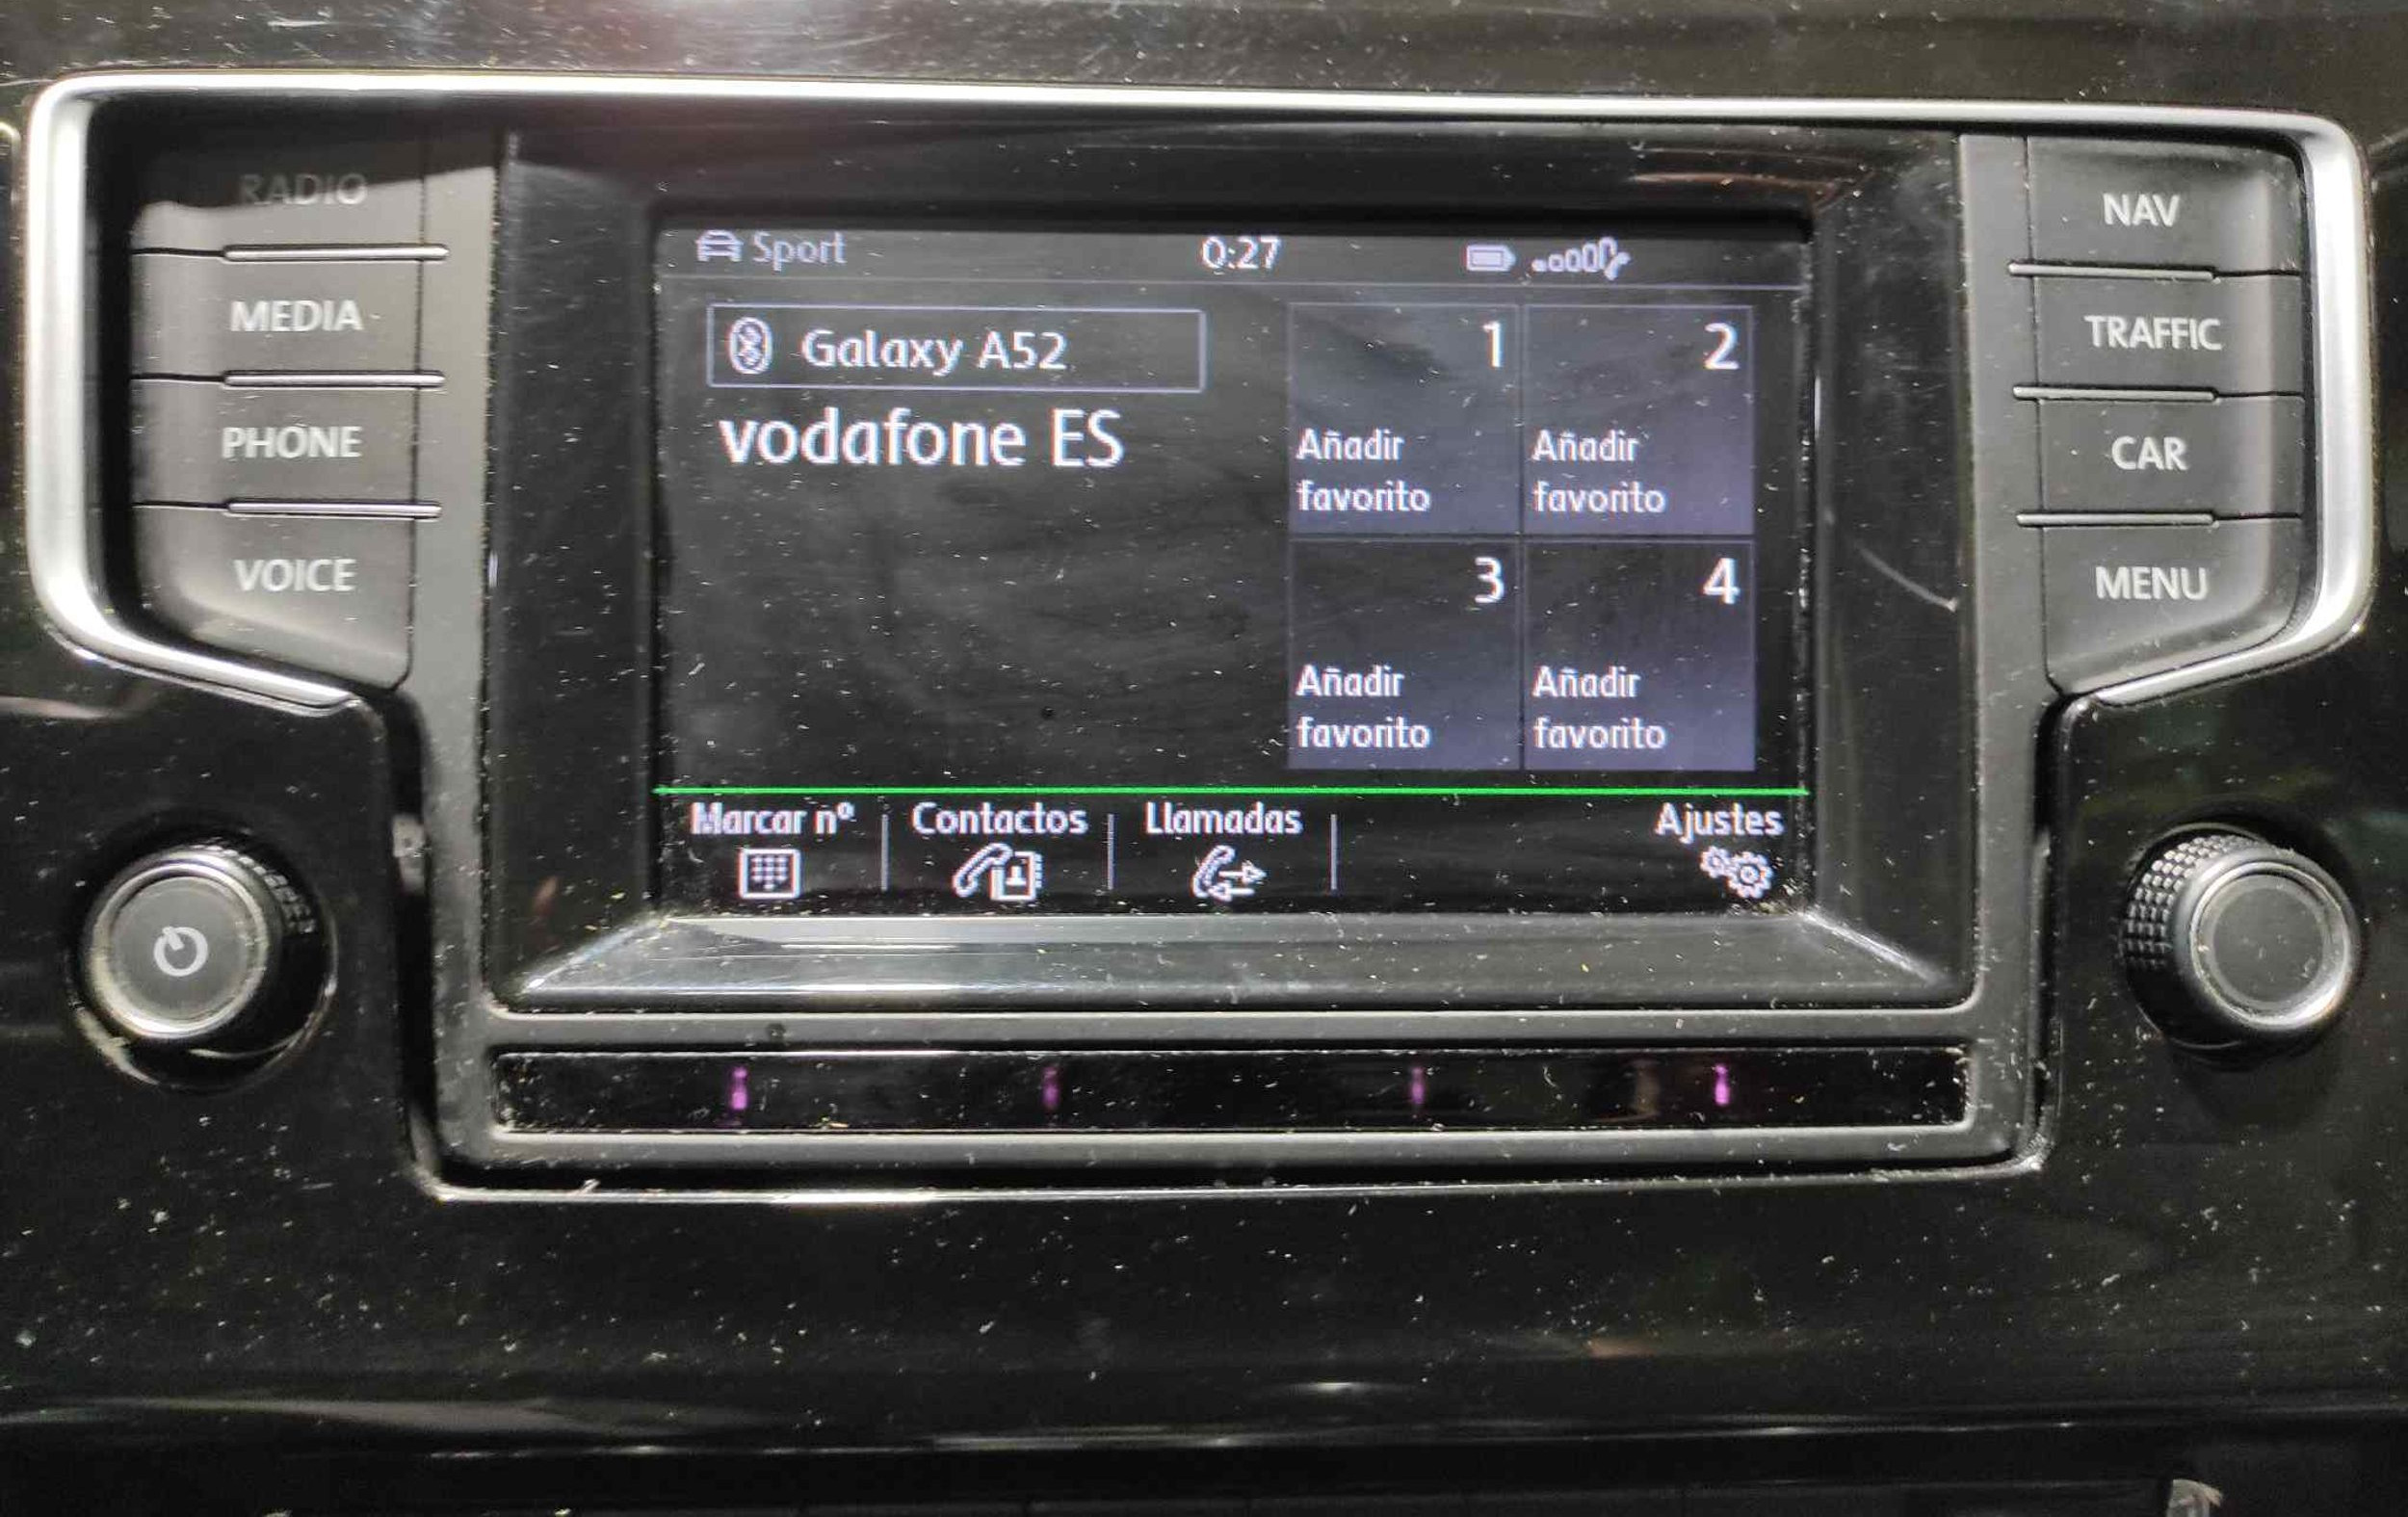 RADIO
MEDIA
PHONE
VOICE
Sport
0:27
Galaxy A52
vodafone ES
1
Añadir
favorito
2
Añadir
favorito
3
Añadir
favorito
4
Añadir
favorito
Marcar nº
Contactos
Llamadas
Ajustes
NAV
TRAFFIC
CAR
MENU